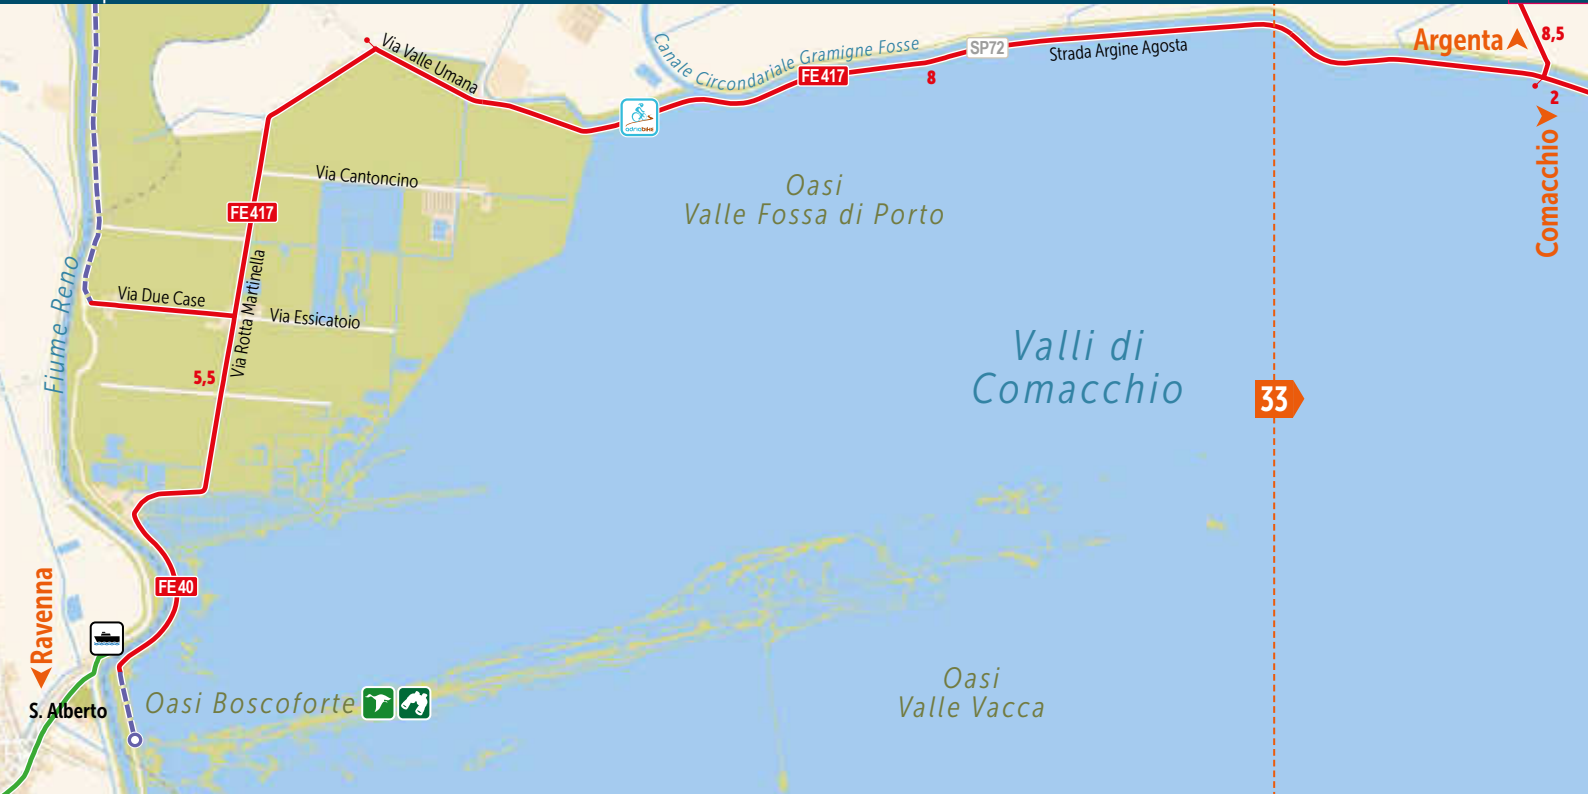 Via Valle Umana
Canale Circondariale Gramigne Fosse
FE417
8
SP72
Strada Argine Agosta
Argenta
8,5
2
Comacchio
adriabike
Via Cantoncino
Oasi
Valle Fossa di Porto
FE417
Fiume Reno
Via Due Case
Via Rotta Martinella
Via Essicatoio
5,5
Valli di
Comacchio
33
FE40
Ravenna
S. Alberto
Oasi Boscoforte
Oasi
Valle Vacca